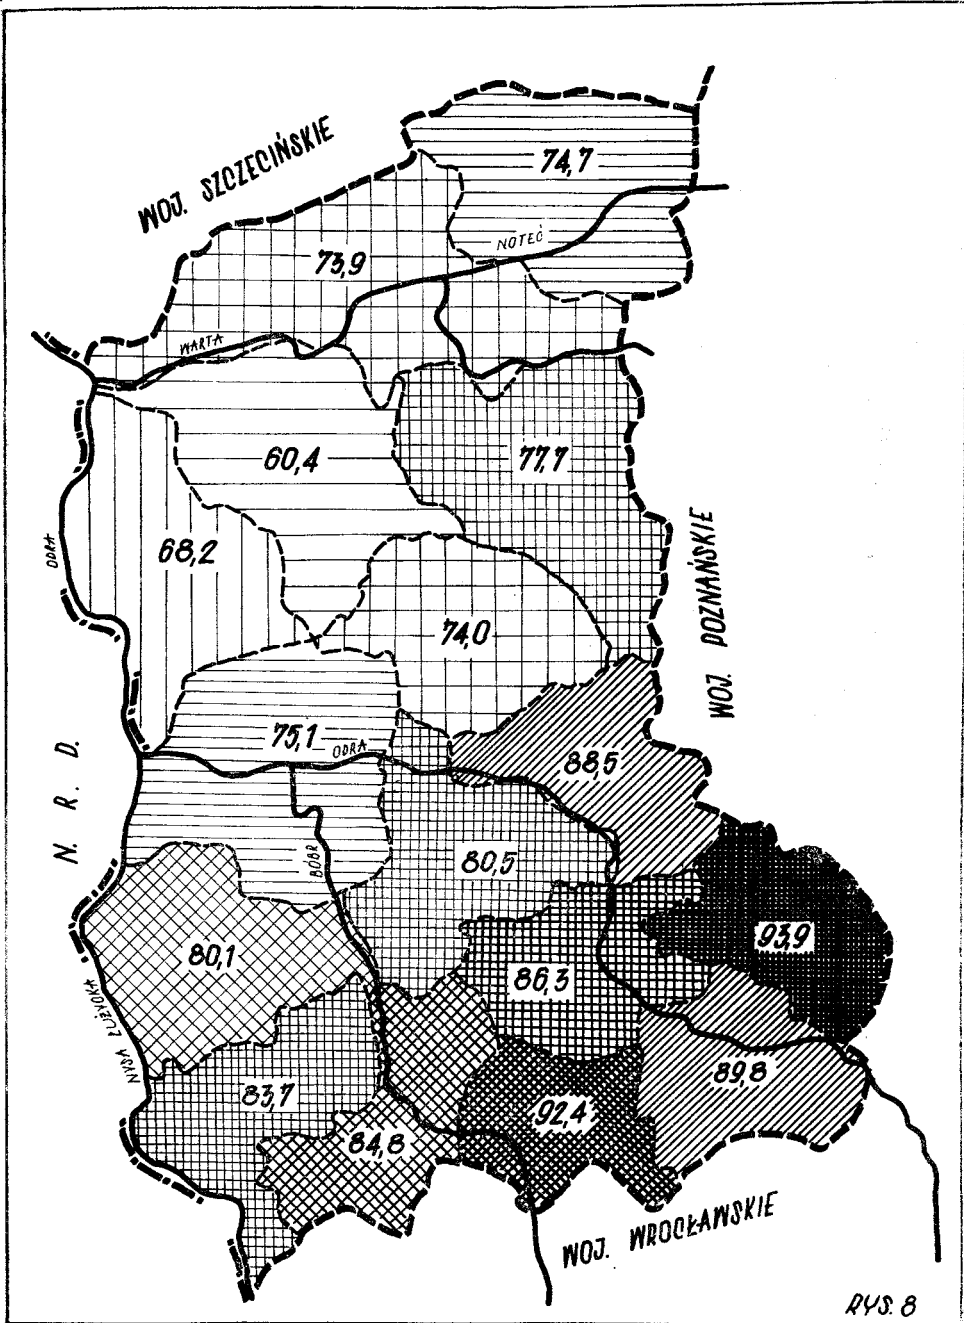 WOJ. SZCZECIŃSKIE
74,7
NOTEĆ
73,9
WARTA
60,4
77,7
ODRA
68,2
WOJ. POZNAŃSKIE
74,0
75,1
ODRA
88,5
N. R. D.
BÓBR
80,5
93,9
80,1
86,3
NYSA ŁUŻYCKA
89,8
83,7
92,4
84,8
WOJ. WROCŁAWSKIE
RYS. 8